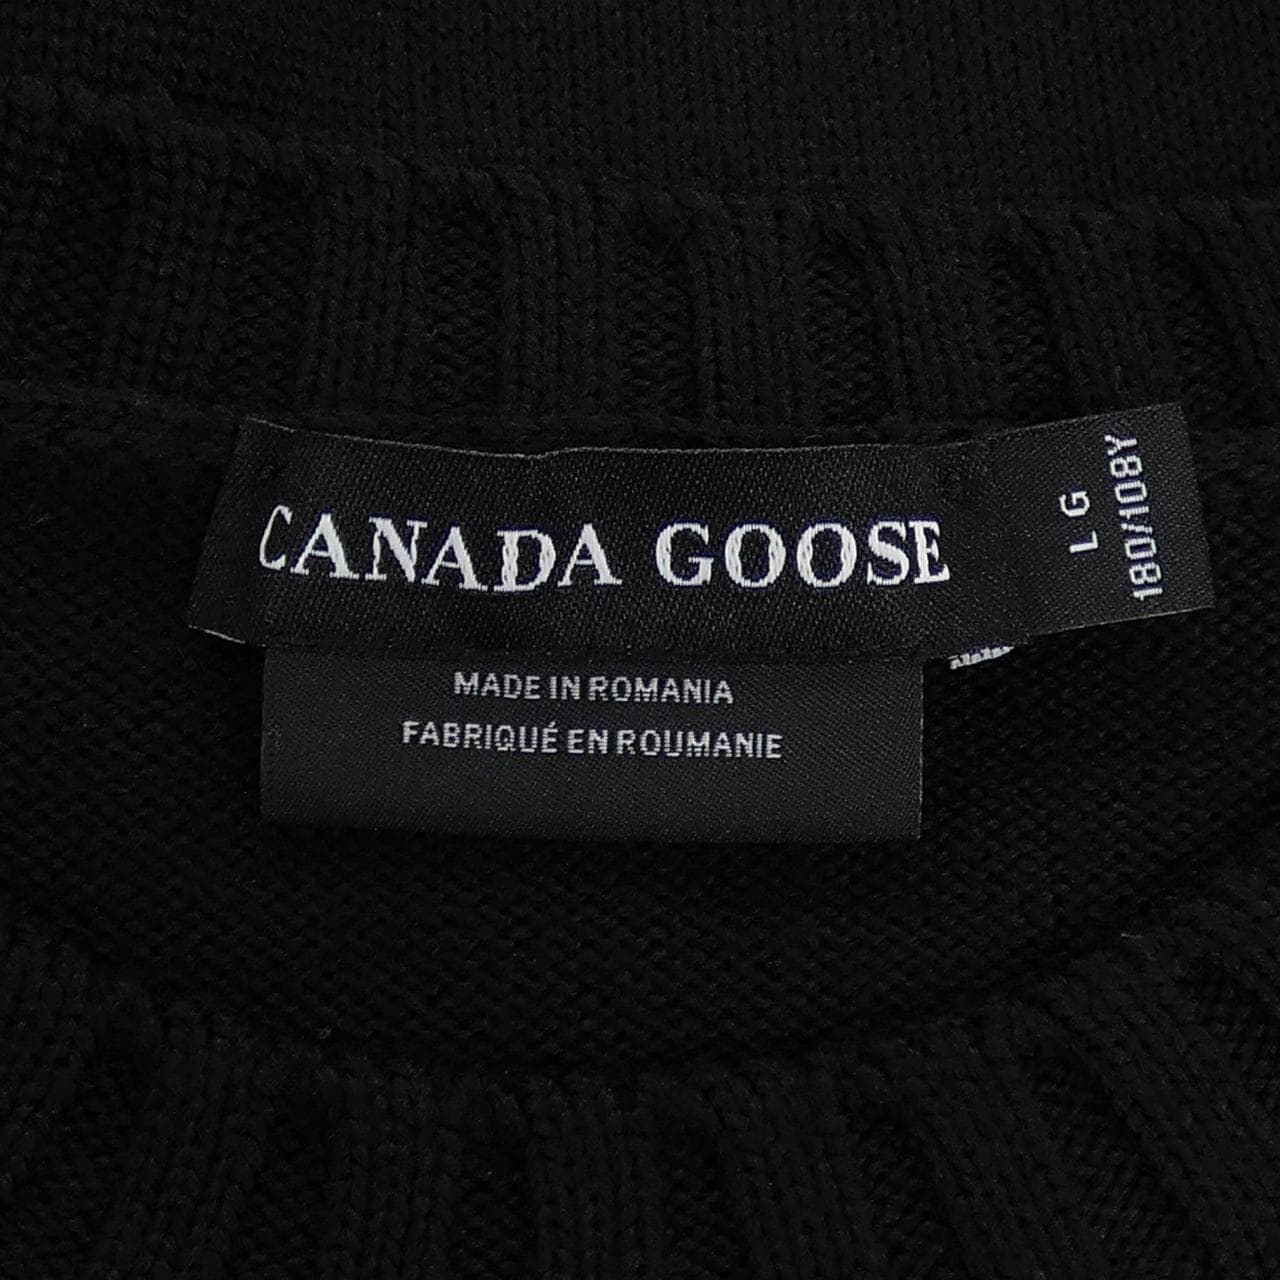 CANADA GOOSE
L G
180/108Y
MADE IN ROMANIA
FABRIQUÉ EN ROUMANIE